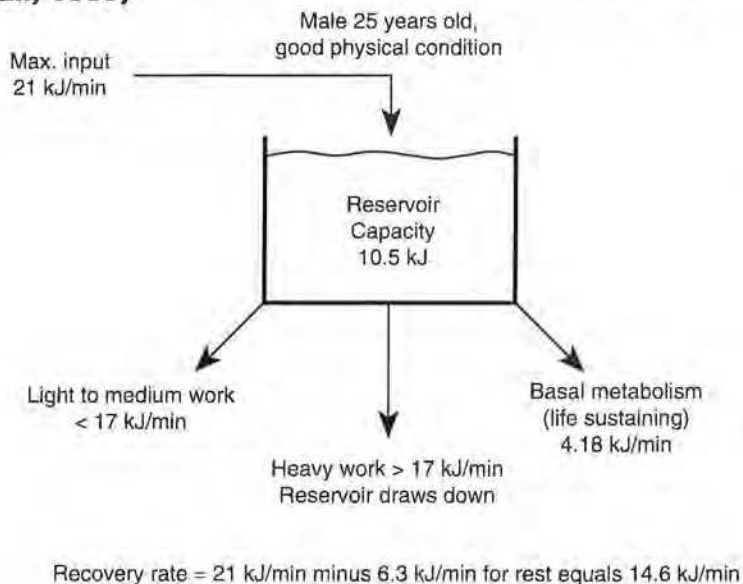 Male 25 years old,
good physical condition
Max. input
21 kJ/min
Reservoir
Capacity
10.5 kJ
Light to medium work
< 17 kJ/min
Heavy work > 17 kJ/min
Reservoir draws down
Basal metabolism
(life sustaining)
4.18 kJ/min
Recovery rate = 21 kJ/min minus 6.3 kJ/min for rest equals 14.6 kJ/min